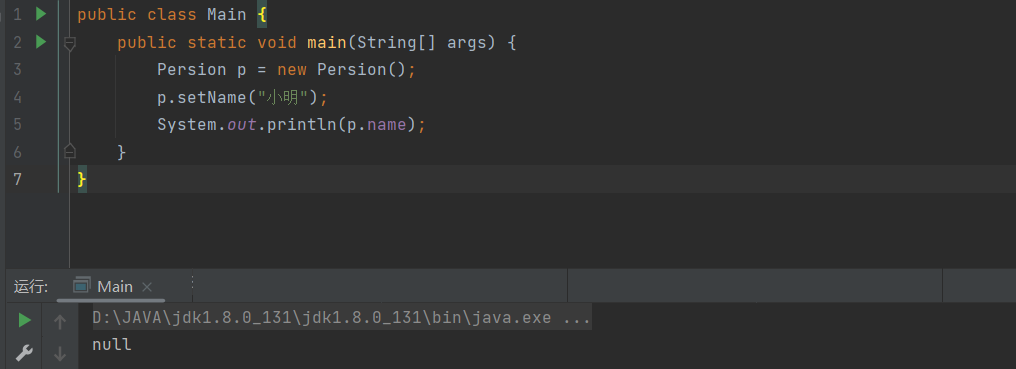 1 public class Main {
2 public static void main(String[] args) {
3 Persion p = new Persion();
4 p.setName("小明");
5 System.out.println(p.name);
6 }
7 }
运行: Main ×
D:\JAVA\jdk1.8.0_131\jdk1.8.0_131\bin\java.exe ...
null